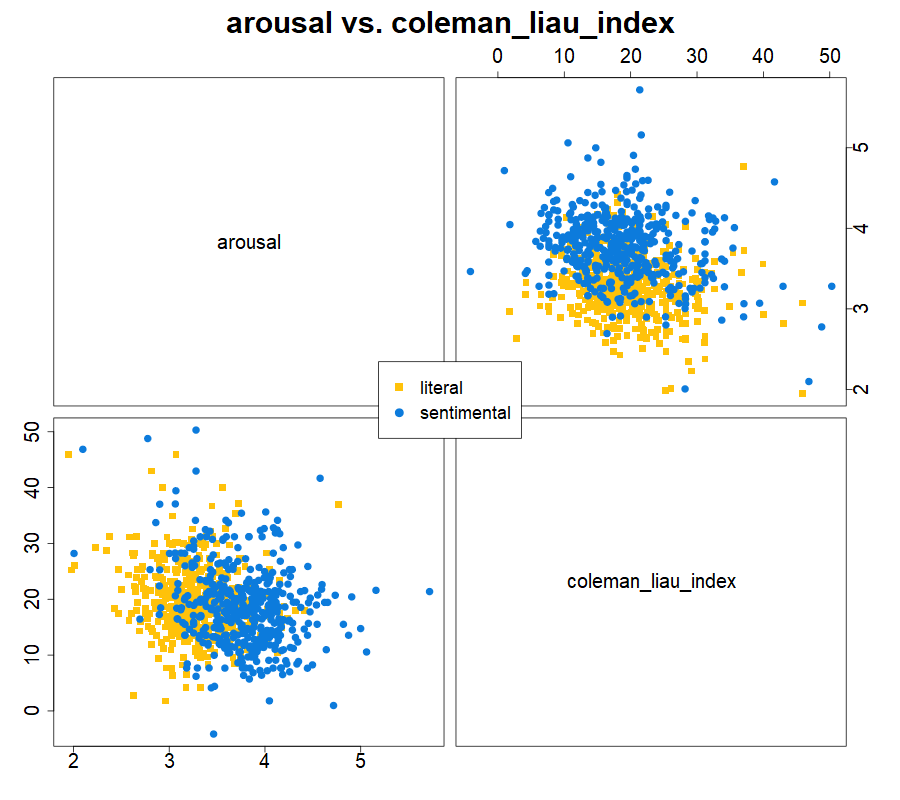 arousal vs. coleman_liau_index
0 10 20 30 40 50
arousal
5
4
3
2
literal
sentimental
50
40
30
20
10
0
coleman_liau_index
2 3 4 5